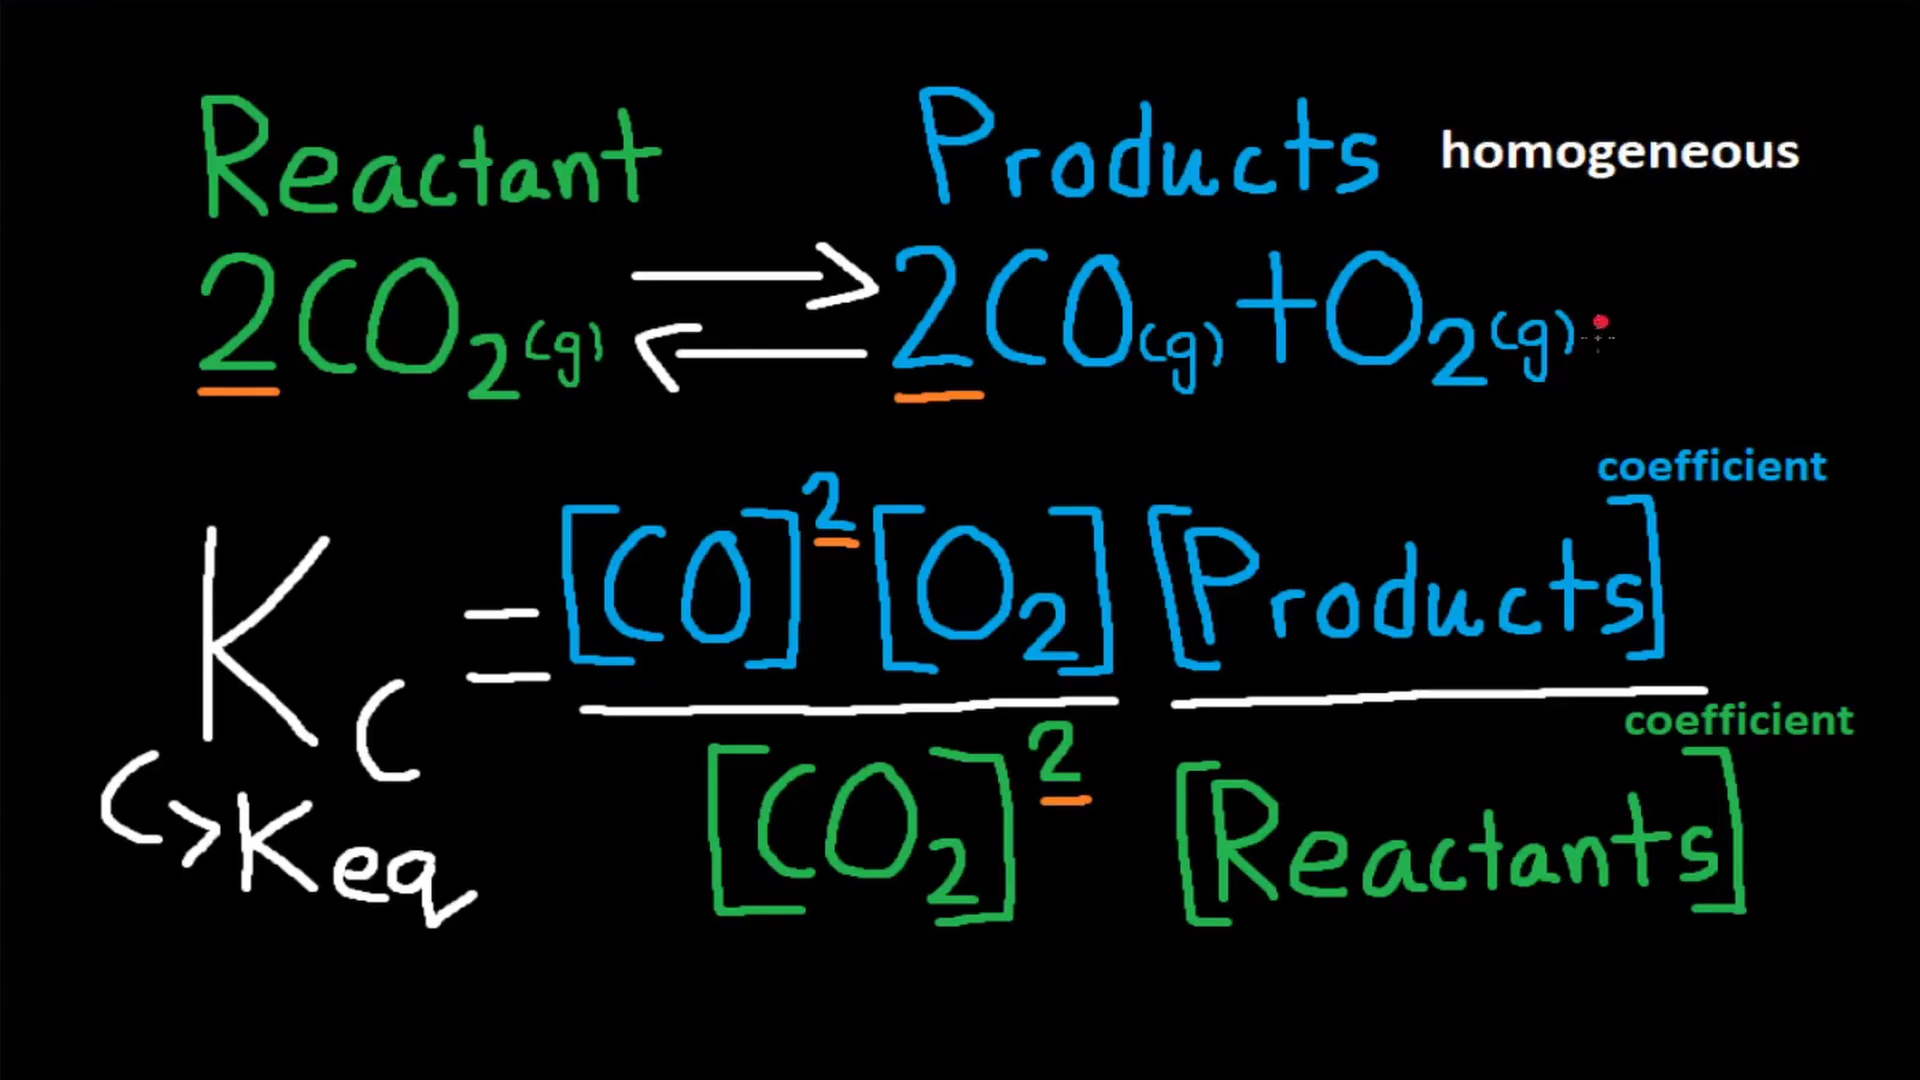 Reactant Products homogeneous
2CO₂(g) ⇌ 2CO(g) + O₂(g)
Kc = [CO]² [O₂] / [CO₂]² [Products]^coefficient / [Reactants]^coefficient
Keq